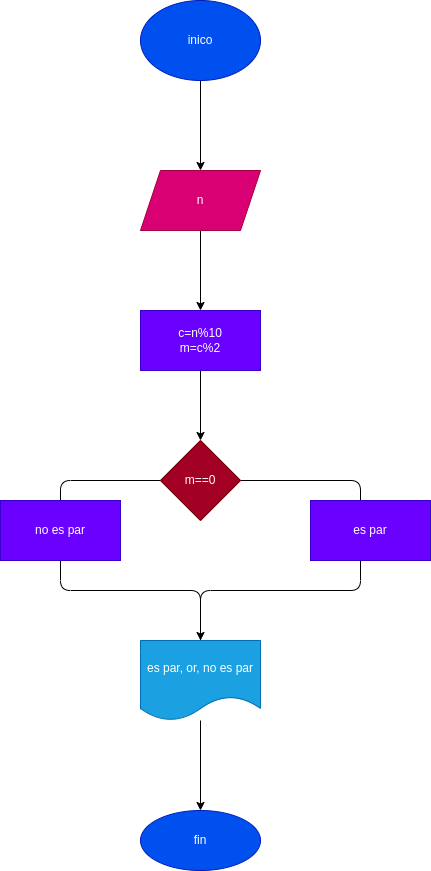 inico
n
c=n%10
m=c%2
m==0
no es par
es par
es par, or, no es par
fin